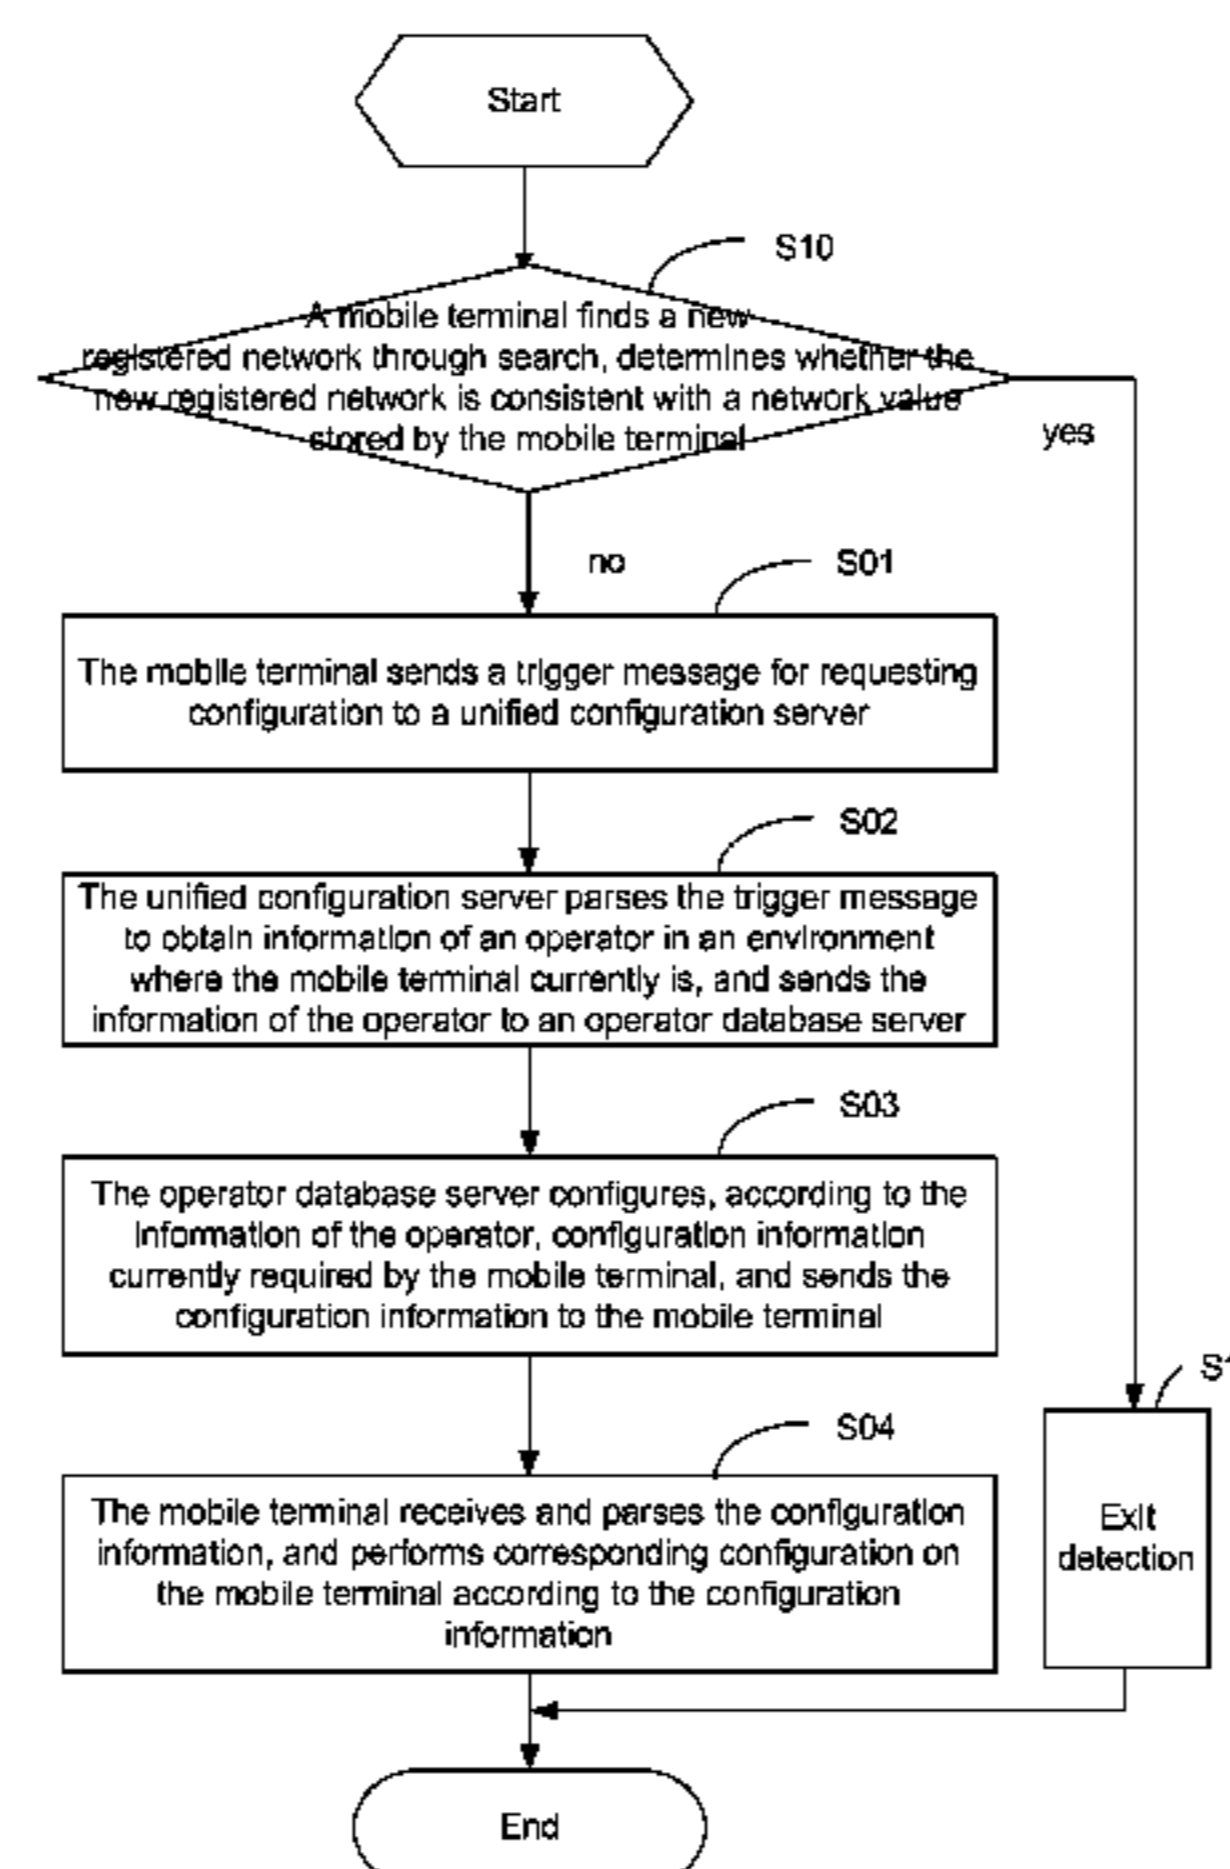 Start
S10
A mobile terminal finds a new
registered network through search, determines whether the
new registered network is consistent with a network value
stored by the mobile terminal
yes
no
S01
The mobile terminal sends a trigger message for requesting
configuration to a unified configuration server
S02
The unified configuration server parses the trigger message
to obtain information of an operator in an environment
where the mobile terminal currently is, and sends the
information of the operator to an operator database server
S03
The operator database server configures, according to the
information of the operator, configuration information
currently required by the mobile terminal, and sends the
configuration information to the mobile terminal
S04
The mobile terminal receives and parses the configuration
information, and performs corresponding configuration on
the mobile terminal according to the configuration
information
Exit
detection
End